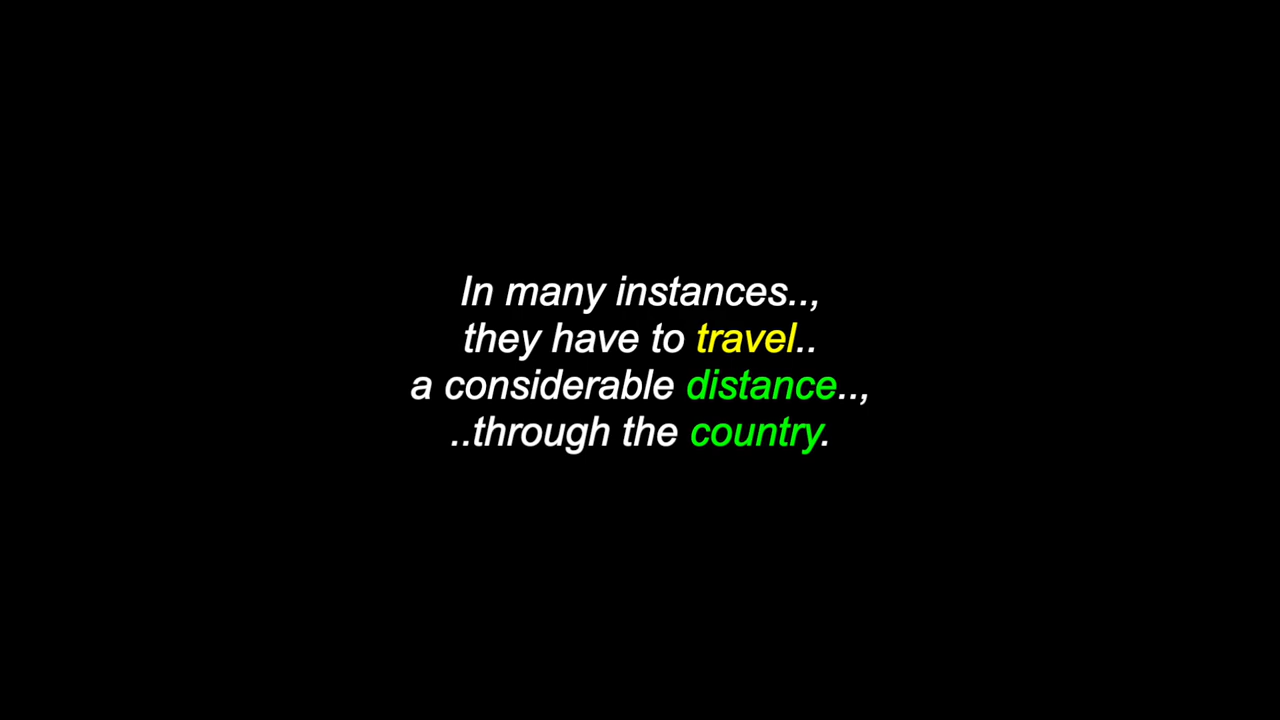 In many instances..,
they have to travel..
a considerable distance..,
..through the country.